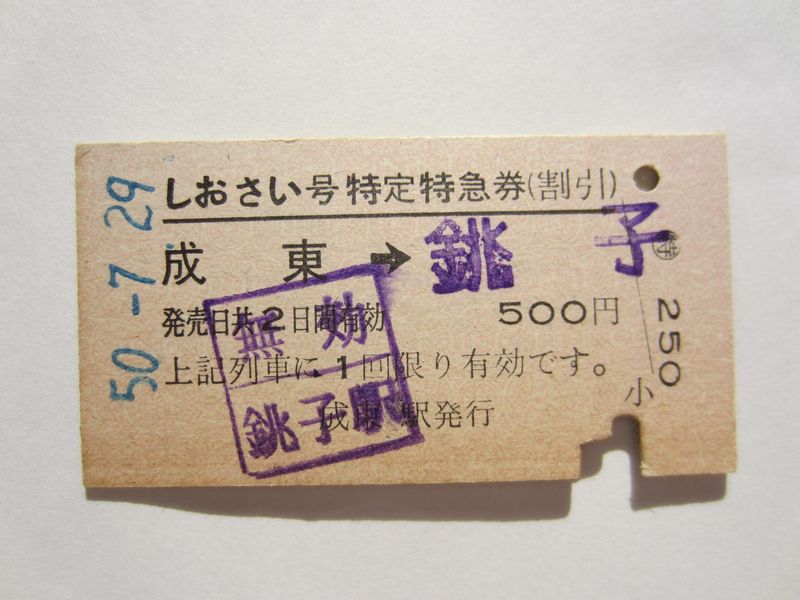 50-7.29
しおさい号特定特急券(割引)
成東→銚子
発売日共2日間有効 500円
上記列車に1回限り有効です。
成東駅発行
㊕
小 250
無効
銚子駅